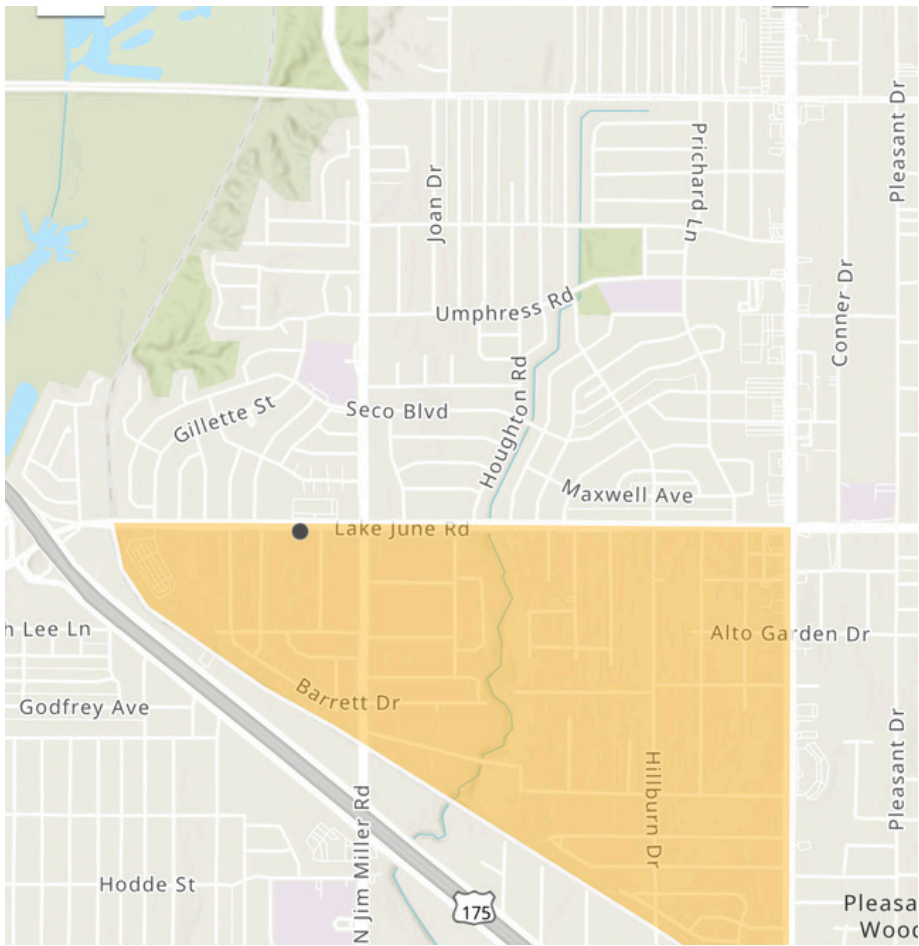 Pleasant Dr
Prichard Ln
Joan Dr
Conner Dr
Umphress Rd
Houghton Rd
Seco Blvd
Gillette St
Maxwell Ave
Lake June Rd
h Lee Ln
Alto Garden Dr
Barrett Dr
Godfrey Ave
Pleasant Dr
Hillburn Dr
N Jim Miller Rd
Hodde St
175
Pleasa
Wood